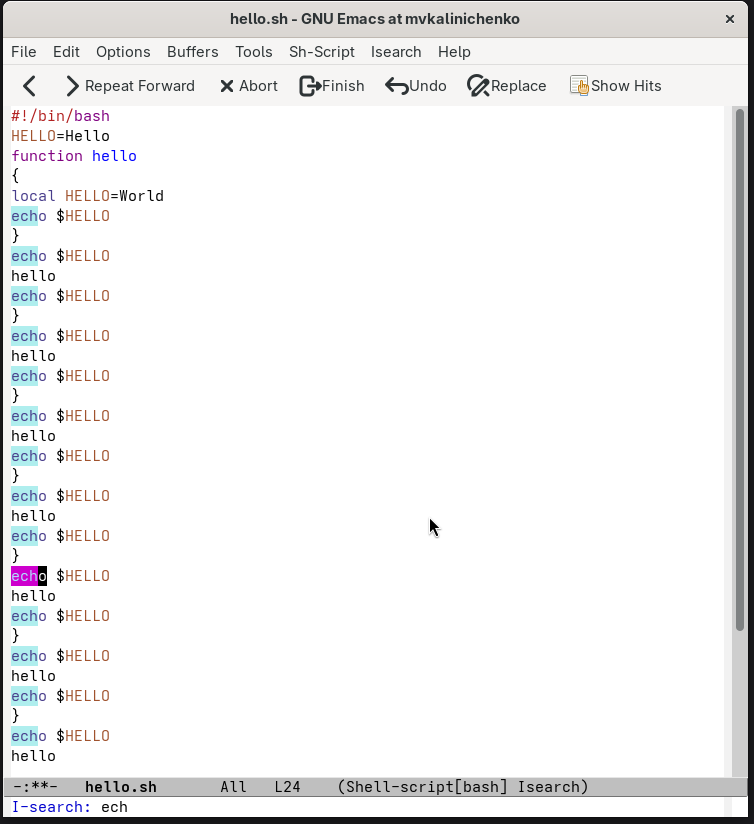 hello.sh - GNU Emacs at mvkalinichenko
File Edit Options Buffers Tools Sh-Script Isearch Help
Repeat Forward Abort Finish Undo Replace Show Hits
#!/bin/bash
HELLO=Hello
function hello
{
local HELLO=World
echo $HELLO
}
echo $HELLO
hello
echo $HELLO
}
echo $HELLO
hello
echo $HELLO
}
echo $HELLO
hello
echo $HELLO
}
echo $HELLO
hello
echo $HELLO
}
echo $HELLO
hello
echo $HELLO
}
echo $HELLO
hello
echo $HELLO
}
echo $HELLO
hello
-:**- hello.sh All L24 (Shell-script[bash] Isearch)
I-search: ech